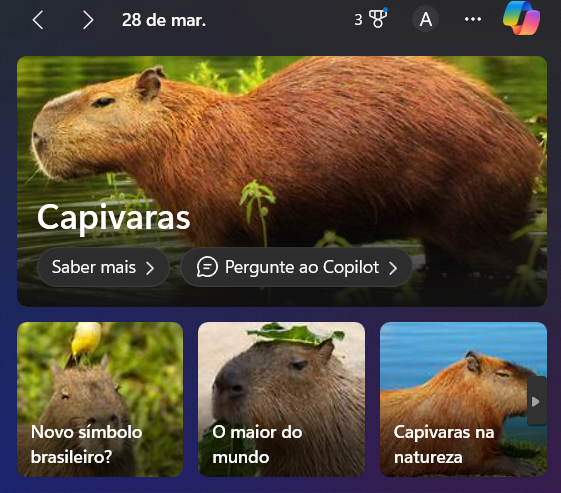 28 de mar.
3
A
Capivaras
Saber mais
Pergunte ao Copilot
Novo símbolo
brasileiro?
O maior do
mundo
Capivaras na
natureza